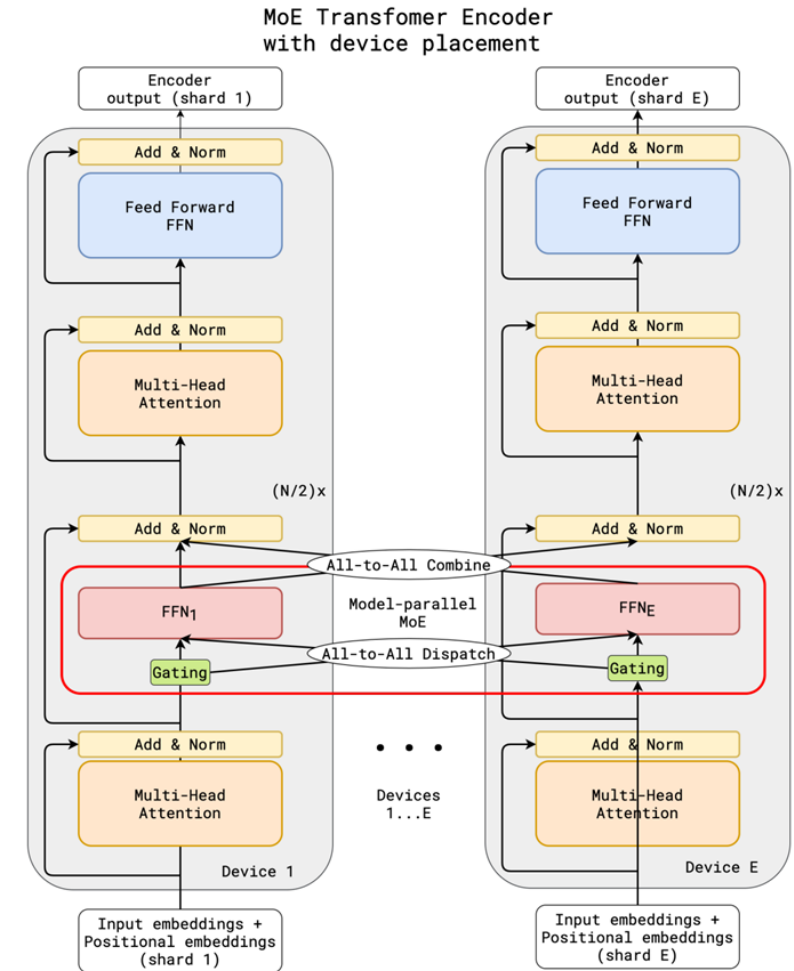 MoE Transfomer Encoder
with device placement
Encoder
output (shard 1)
Add & Norm
Feed Forward
FFN
Add & Norm
Multi-Head
Attention
(N/2)x
Add & Norm
FFN1
Gating
Add & Norm
Multi-Head
Attention
Device 1
Input embeddings +
Positional embeddings
(shard 1)
All-to-All Combine
Model-parallel
MoE
All-to-All Dispatch
Devices
1...E
Encoder
output (shard E)
Add & Norm
Feed Forward
FFN
Add & Norm
Multi-Head
Attention
(N/2)x
Add & Norm
FFNE
Gating
Add & Norm
Multi-Head
Attention
Device E
Input embeddings +
Positional embeddings
(shard E)